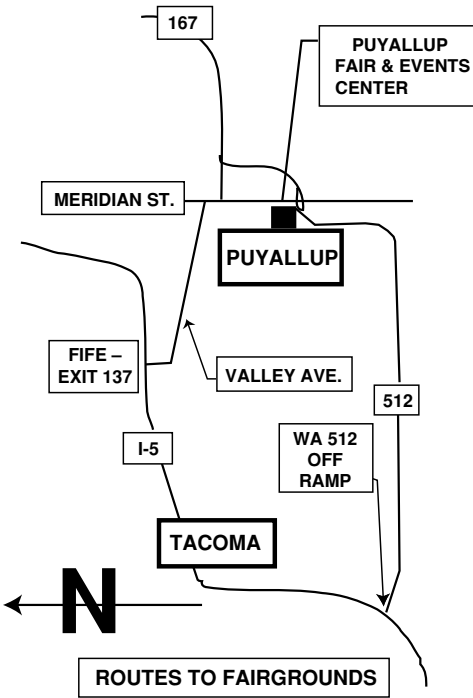 167
PUYALLUP
FAIR & EVENTS
CENTER
MERIDIAN ST.
PUYALLUP
FIFE –
EXIT 137
VALLEY AVE.
512
I-5
WA 512
OFF
RAMP
TACOMA
N
ROUTES TO FAIRGROUNDS